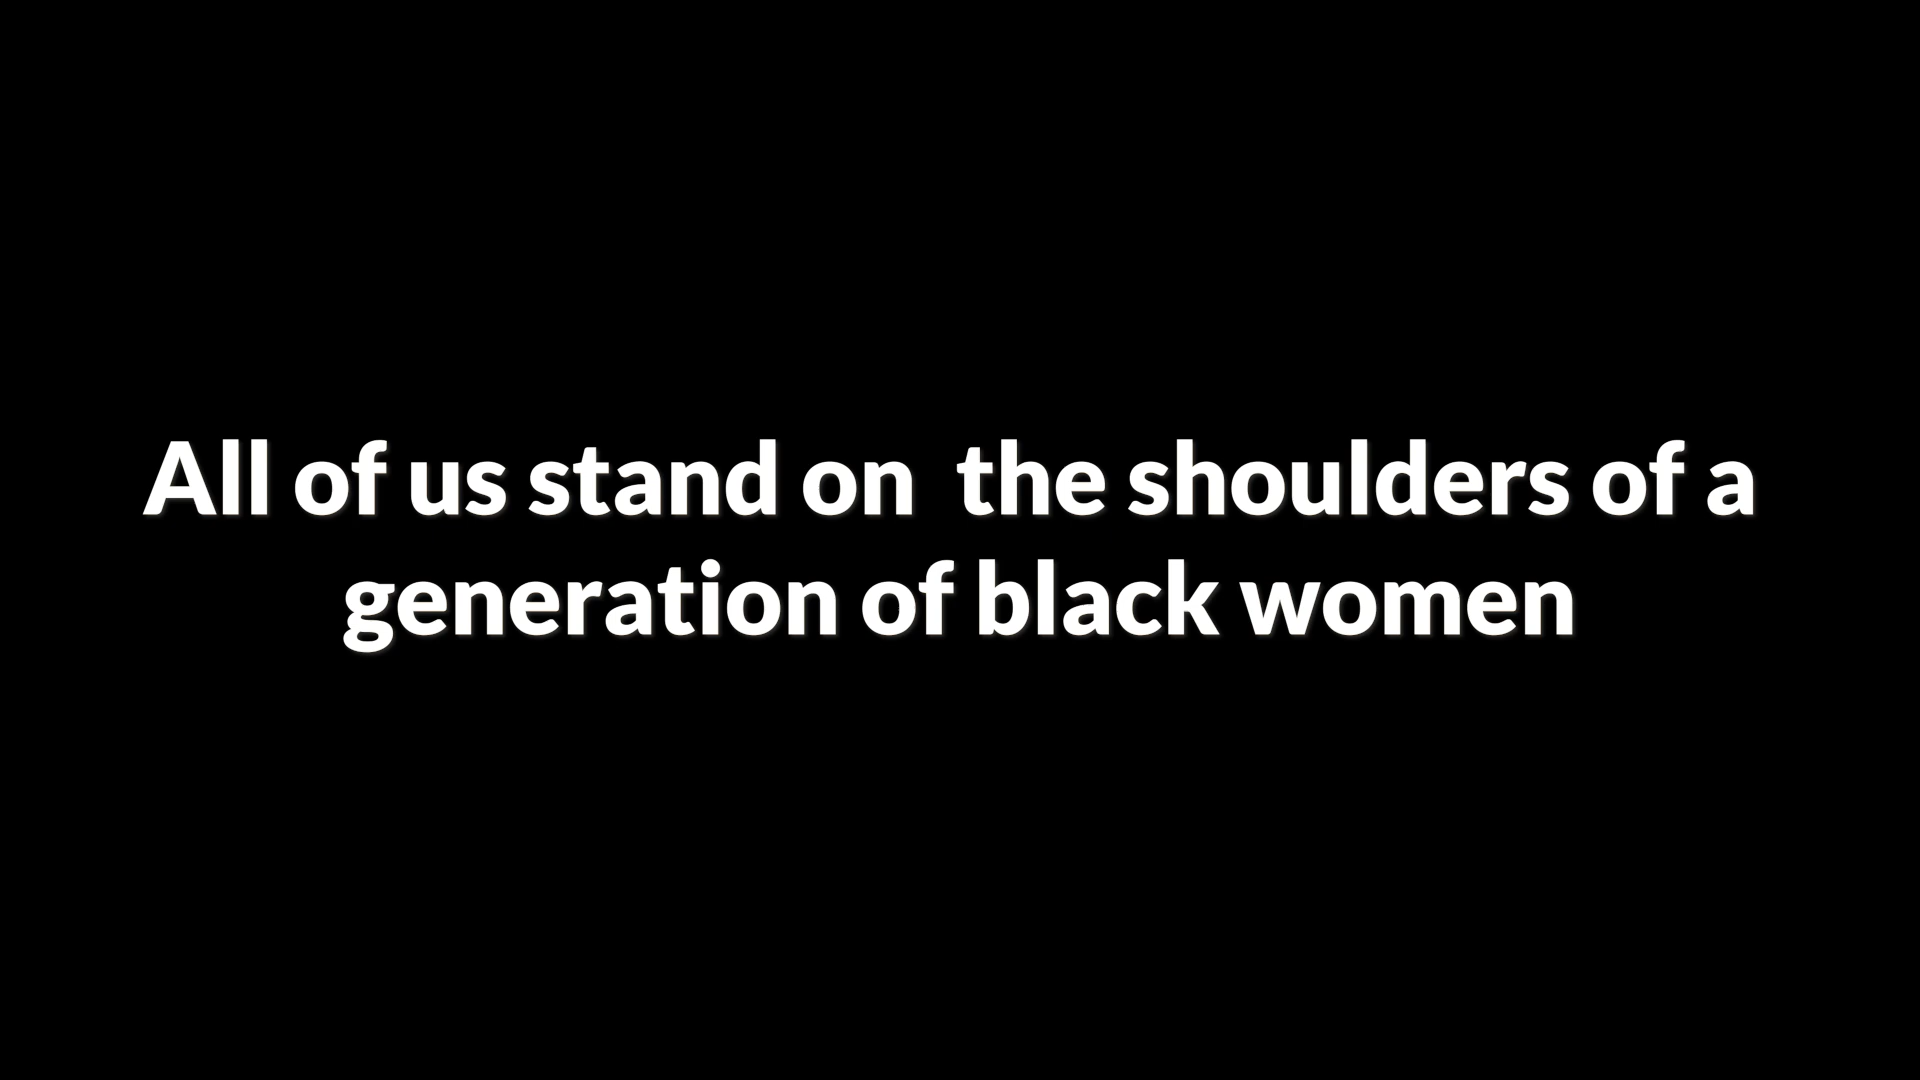 All of us stand on  the shoulders of a
generation of black women